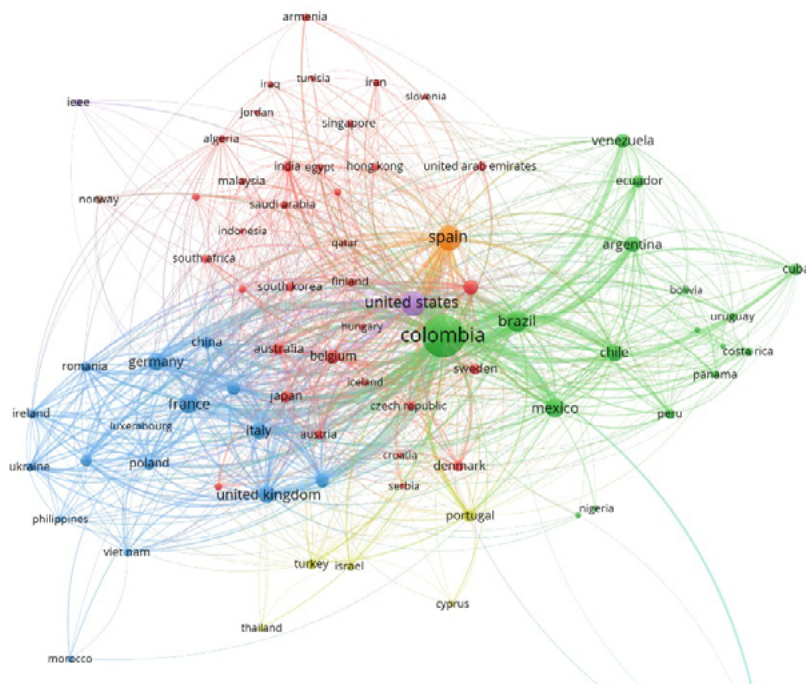 armenia
iraq
tunisia
iran
slovenia
ieee
jordan
singapore
algeria
venezuela
india
egypt
hong kong
united arab emirates
malaysia
ecuador
norway
saudi arabia
indonesia
qatar
spain
argentina
south africa
cuba
south korea
finland
bolivia
united states
uruguay
hungary
brazil
colombia
china
australia
belgium
chile
costa rica
romania
germany
sweden
panama
iceland
japan
france
czech republic
mexico
peru
ireland
luxembourg
italy
austria
croatia
ukraine
poland
denmark
serbia
united kingdom
nigeria
philippines
portugal
vietnam
turkey
israel
cyprus
thailand
morocco